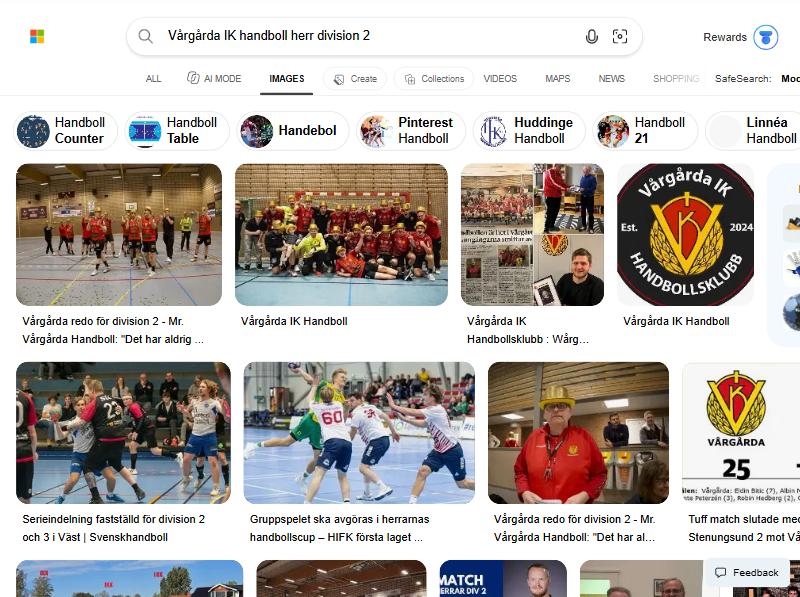 Vårgårda IK handboll herr division 2
Rewards
ALL
AI MODE
IMAGES
Create
Collections
VIDEOS
MAPS
NEWS
SHOPPING
SafeSearch:
Handboll
Counter
Handboll
Table
Handebol
Pinterest
Handboll
Huddinge
Handboll
Handboll
21
Linnéa
Handboll
Vårgårda IK
Est.
2024
HANDBOLLSKLUBB
Vårgårda redo för division 2 - Mr.
Vårgårda Handboll: "Det har aldrig ...
Vårgårda IK Handboll
Vårgårda IK
Handbollsklubb : Wårg...
Vårgårda IK Handboll
23
60
VÅRGÅRDA
25
Serieindelning fastställd för division 2
och 3 i Väst | Svenskhandboll
Gruppspelet ska avgöras i herrarnas
handbollscup – HIFK första laget ...
Vårgårda redo för division 2 - Mr.
Vårgårda Handboll: "Det har al...
Tuff match slutade med
Stenungsund 2 mot
MATCH
HERRAR DIV 2
Feedback